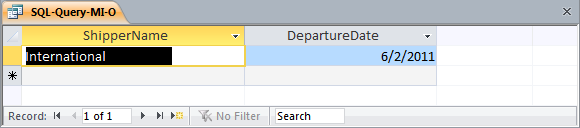 SQL-Query-MI-O
ShipperName DepartureDate
International 6/2/2011
Record: 1 of 1 No Filter Search